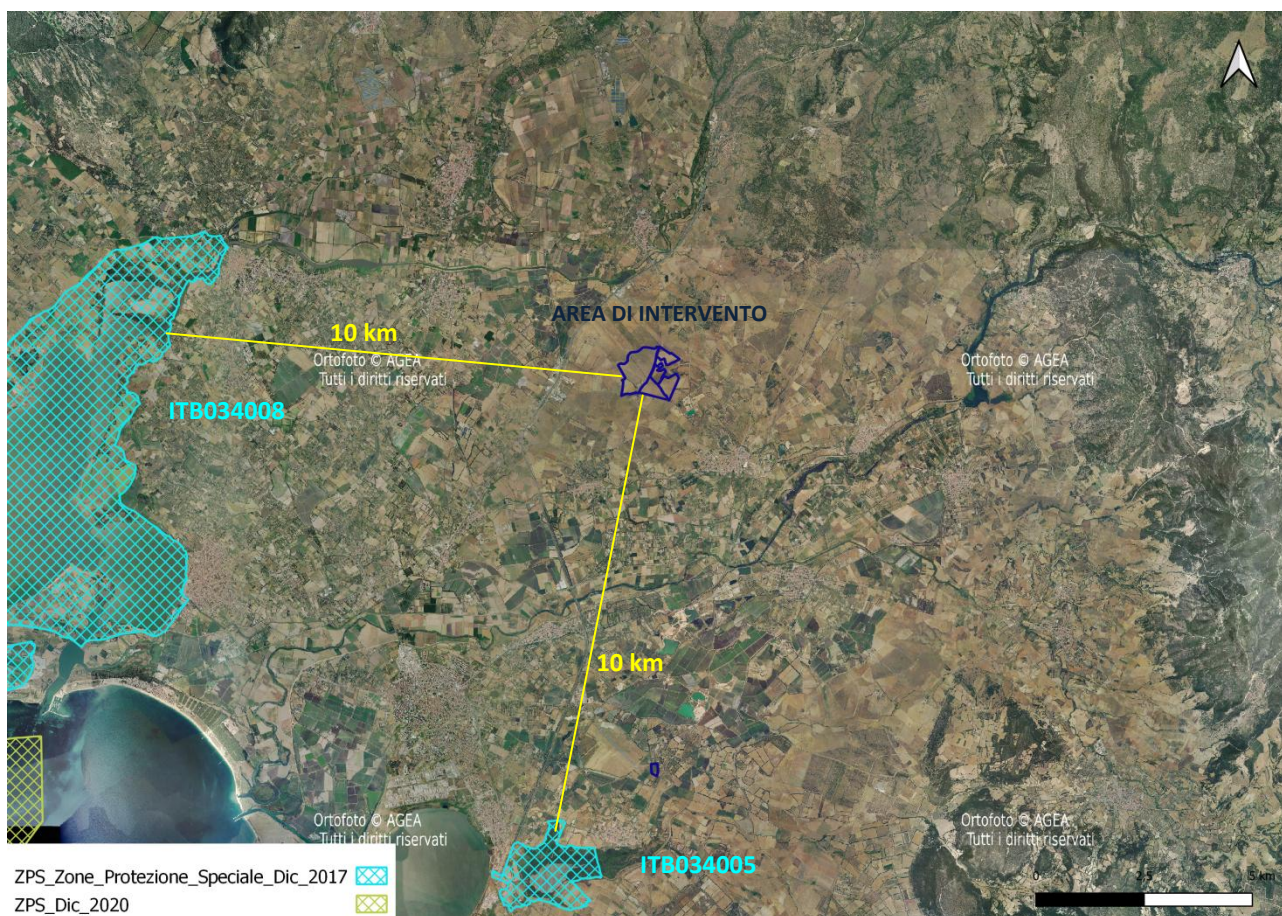 AREA DI INTERVENTO
10 km
Ortofoto © AGEA
Tutti i diritti riservati
Ortofoto © AGEA
Tutti i diritti riservati
ITB034008
10 km
Ortofoto © AGEA
Tutti i diritti riservati
Ortofoto © AGEA
Tutti i diritti riservati
ITB034005
0 2.5 5 km
ZPS_Zone_Protezione_Speciale_Dic_2017
ZPS_Dic_2020